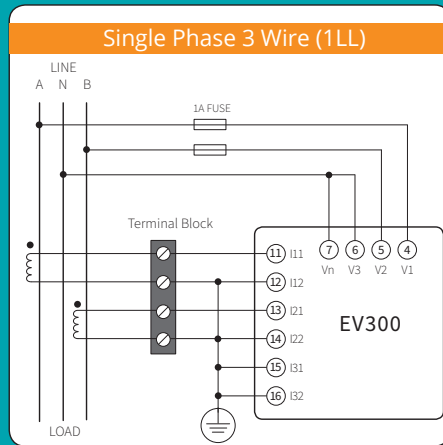 Single Phase 3 Wire (1LL)
LINE
A N B
1A FUSE
Terminal Block
7 6 5 4
Vn V3 V2 V1
11 I11
12 I12
13 I21
14 I22
15 I31
16 I32
EV300
LOAD